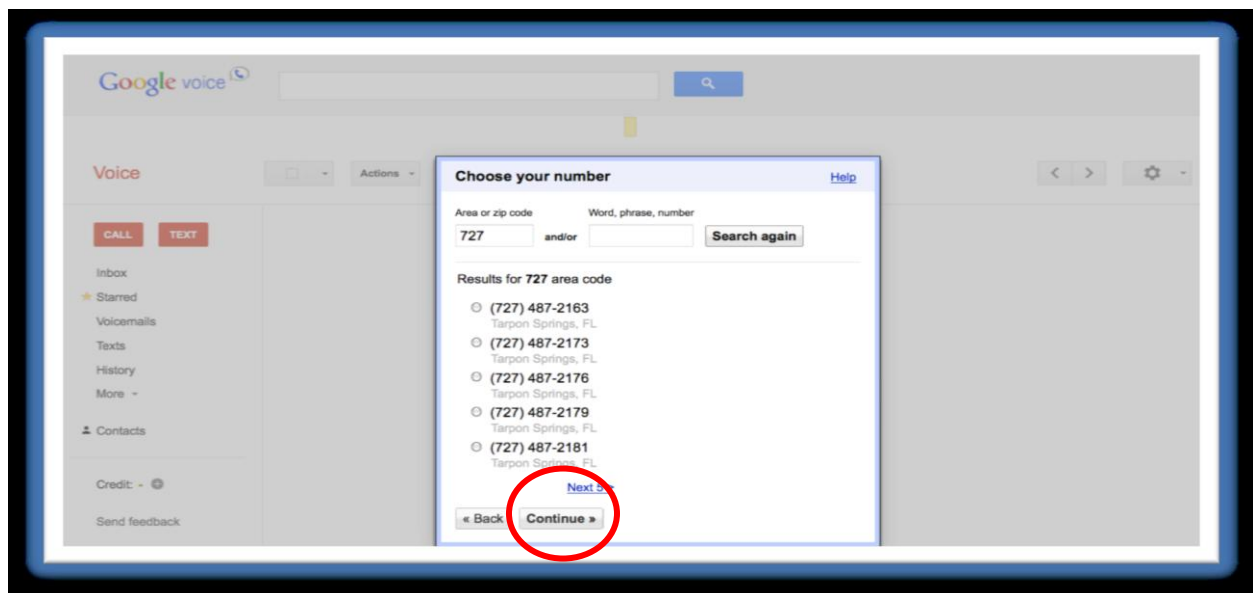 Google voice
Voice
Actions
CALL TEXT
Inbox
Starred
Voicemails
Texts
History
More
Contacts
Credit: -
Send feedback
Choose your number Help
Area or zip code Word, phrase, number
727 and/or Search again
Results for 727 area code
(727) 487-2163
Tarpon Springs, FL
(727) 487-2173
Tarpon Springs, FL
(727) 487-2176
Tarpon Springs, FL
(727) 487-2179
Tarpon Springs, FL
(727) 487-2181
Tarpon Springs, FL
Next 5 >
« Back Continue »